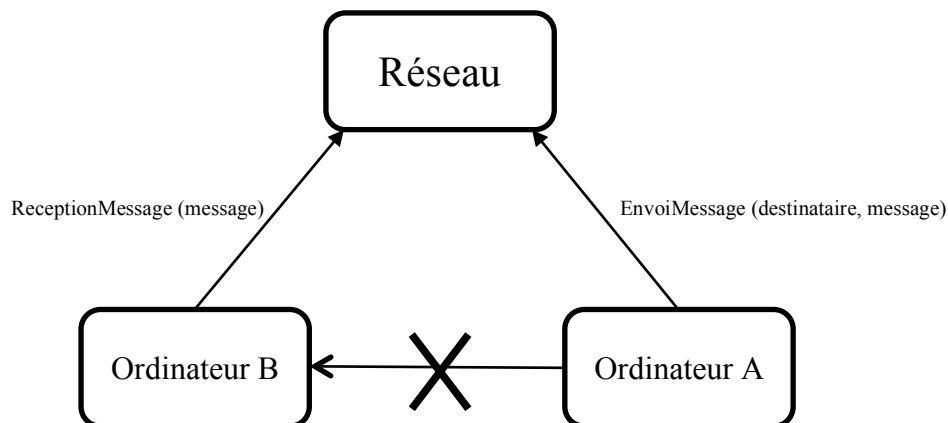 Réseau
ReceptionMessage (message)
EnvoiMessage (destinataire, message)
Ordinateur B
Ordinateur A